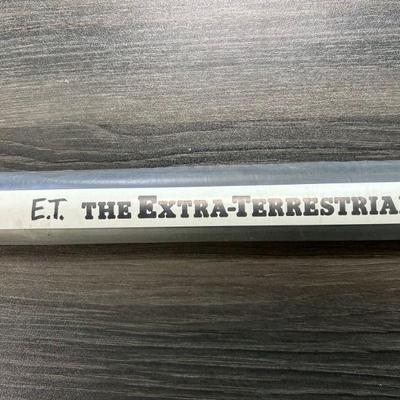 E.T. THE EXTRA-TERRESTRIAL